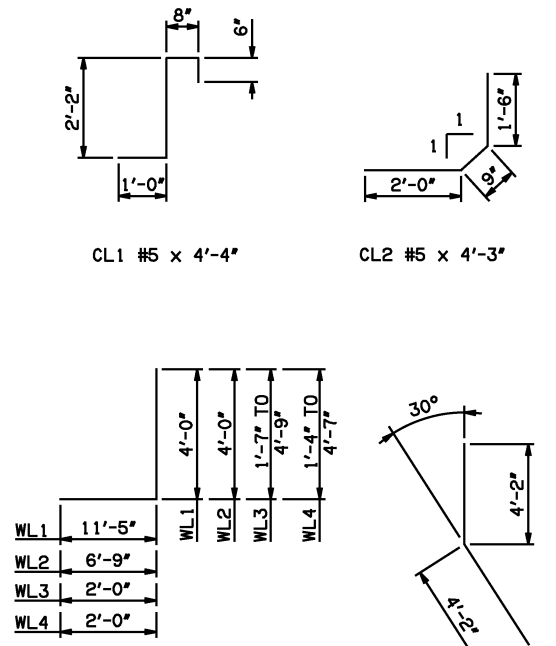 8"
6"
2'-2"
1'-0"
1
1
1'-6"
2'-0"
9"
CL1 #5 x 4'-4"
CL2 #5 x 4'-3"
30°
4'-0"
4'-0"
1'-7" TO
4'-9"
1'-4" TO
4'-7"
4'-2"
WL1
WL2
WL3
WL4
WL1 11'-5"
WL2 6'-9"
WL3 2'-0"
WL4 2'-0"
4'-2"